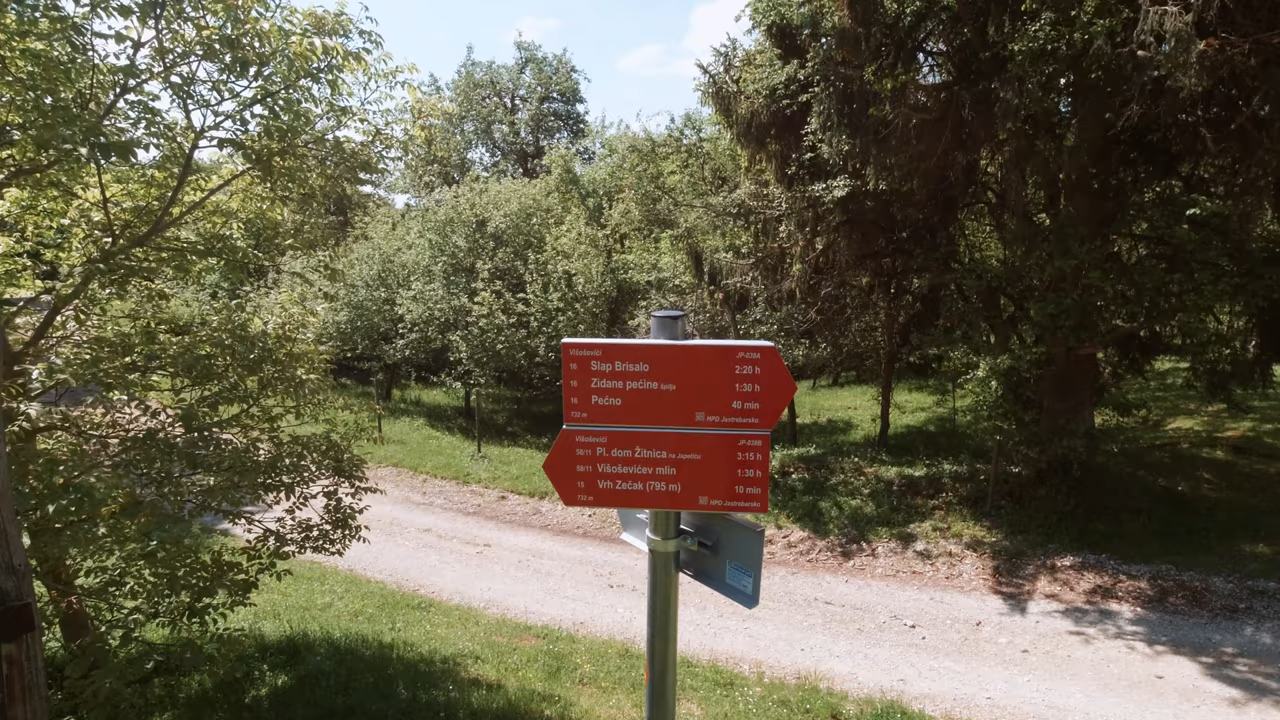 Višoševići JP-038A
16 Slap Brisalo 2:20 h
16 Zidane pećine špilja 1:30 h
16 Pećno 40 min
732 m HPD Jastrebarsko
Višoševići JP-038B
58/11 Pl. dom Žitnica na Japetiću 3:15 h
58/11 Višoševićev mlin 1:30 h
15 Vrh Zečak (795 m) 10 min
732 m HPD Jastrebarsko